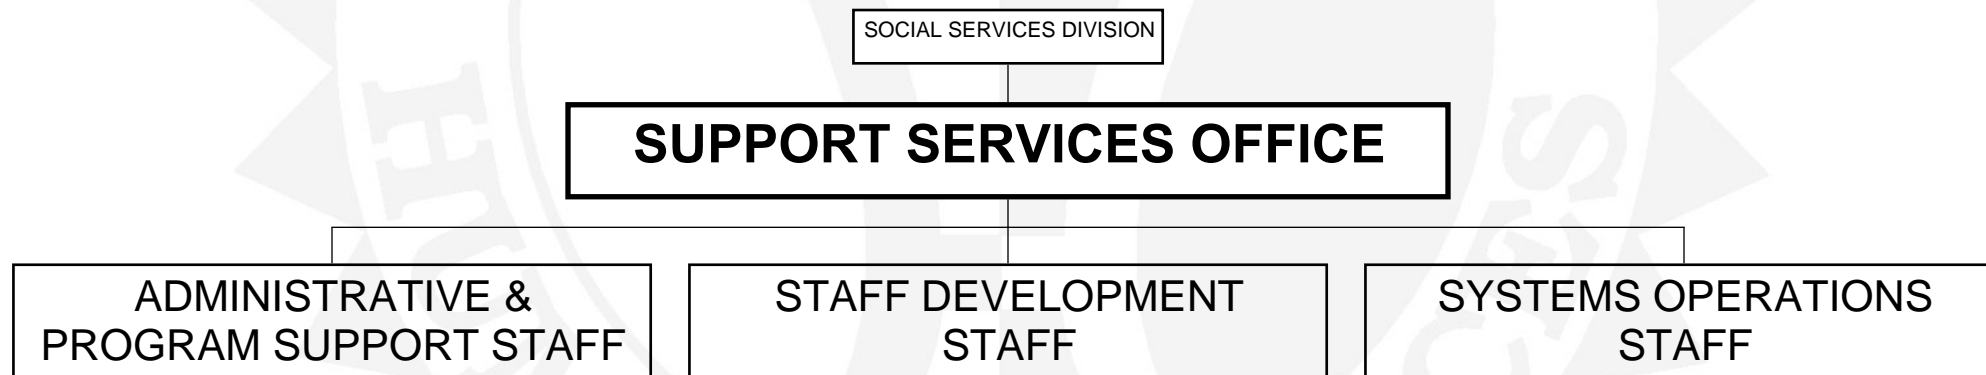 SOCIAL SERVICES DIVISION
SUPPORT SERVICES OFFICE
ADMINISTRATIVE &
PROGRAM SUPPORT STAFF
STAFF DEVELOPMENT
STAFF
SYSTEMS OPERATIONS
STAFF